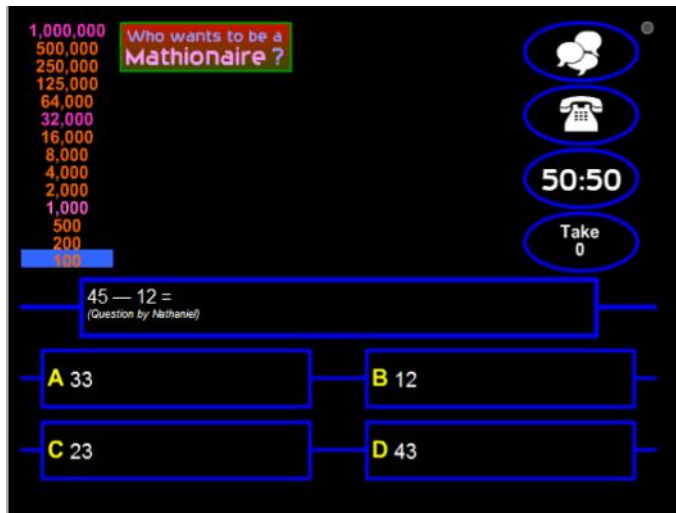 1,000,000
500,000
250,000
125,000
64,000
32,000
16,000
8,000
4,000
2,000
1,000
500
200
100
Who wants to be a
Mathionaire ?
50:50
Take
0
45 — 12 =
(Question by Nathaniel)
A 33
B 12
C 23
D 43